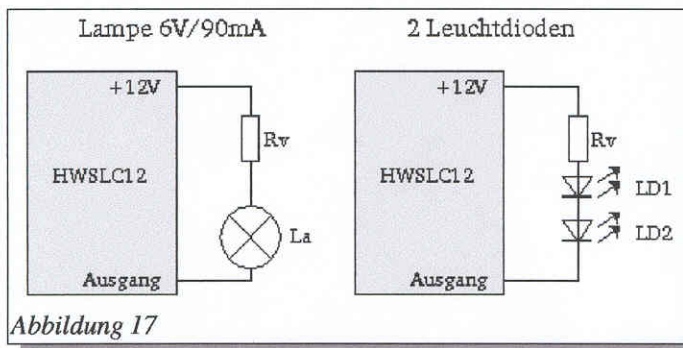 Lampe 6V/90mA
2 Leuchtdioden
+12V
Rv
HWSLC12
La
Ausgang
+12V
Rv
HWSLC12
LD1
LD2
Ausgang
Abbildung 17